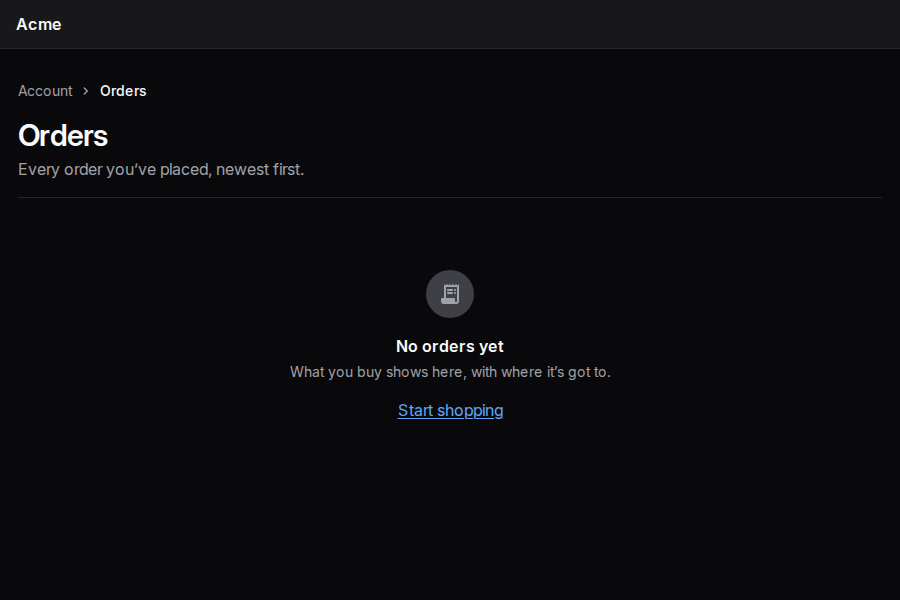 Acme
Account > Orders
Orders
Every order you’ve placed, newest first.
No orders yet
What you buy shows here, with where it’s got to.
Start shopping